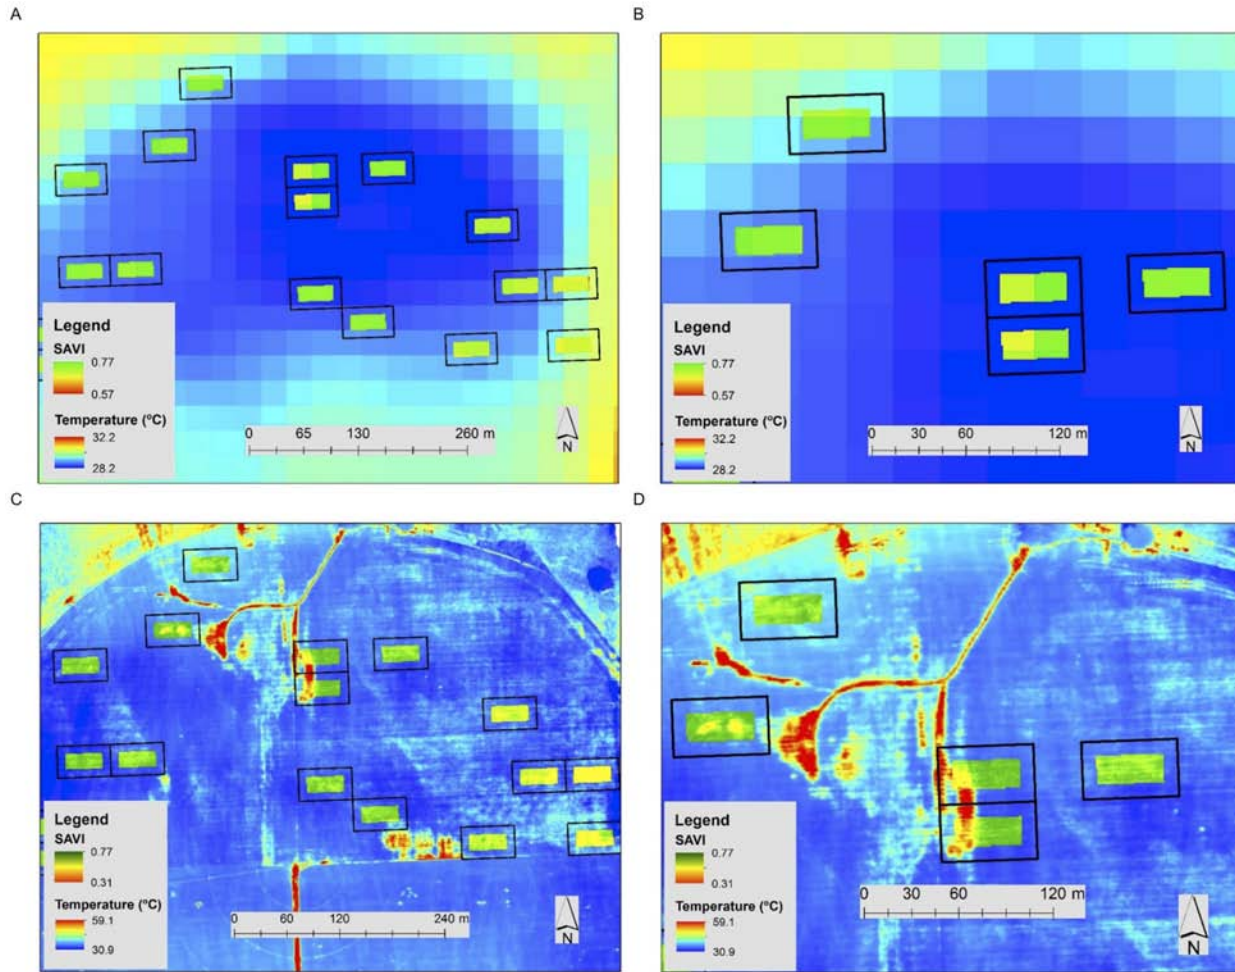 A
B
Legend
SAVI
0.77
0.57
Temperature (ºC)
32.2
28.2
0 65 130 260 m
N
Legend
SAVI
0.77
0.57
Temperature (ºC)
32.2
28.2
0 30 60 120 m
N
C
D
Legend
SAVI
0.77
0.31
Temperature (ºC)
59.1
30.9
0 60 120 240 m
N
Legend
SAVI
0.77
0.31
Temperature (ºC)
59.1
30.9
0 30 60 120 m
N